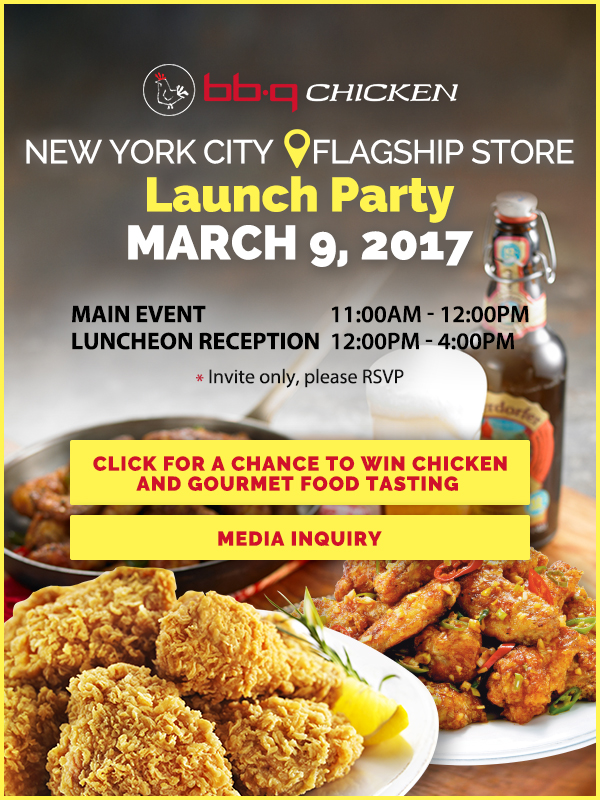 bb·q CHICKEN
NEW YORK CITY FLAGSHIP STORE
Launch Party
MARCH 9, 2017
MAIN EVENT 11:00AM - 12:00PM
LUNCHEON RECEPTION 12:00PM - 4:00PM
* Invite only, please RSVP
CLICK FOR A CHANCE TO WIN CHICKEN
AND GOURMET FOOD TASTING
MEDIA INQUIRY